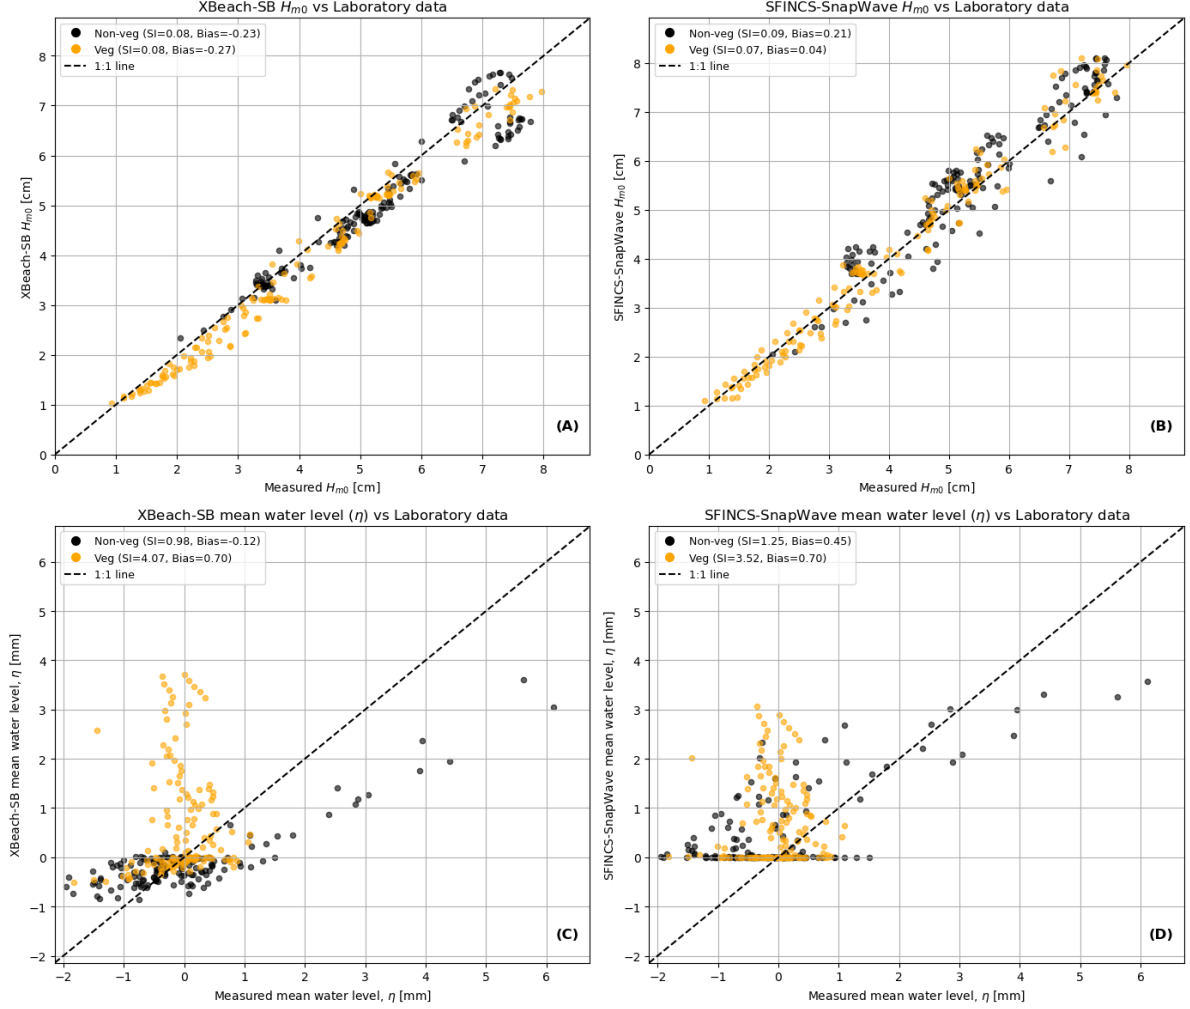 XBeach-SB Hm0 vs Laboratory data
Non-veg (SI=0.08, Bias=-0.23)
Veg (SI=0.08, Bias=-0.27)
1:1 line
8
7
6
5
4
3
2
1
0
XBeach-SB Hm0 [cm]
(A)
0 1 2 3 4 5 6 7 8
Measured Hm0 [cm]
SFINCS-SnapWave Hm0 vs Laboratory data
Non-veg (SI=0.09, Bias=0.21)
Veg (SI=0.07, Bias=0.04)
1:1 line
8
7
6
5
4
3
2
1
0
SFINCS-SnapWave Hm0 [cm]
(B)
0 1 2 3 4 5 6 7 8
Measured Hm0 [cm]
XBeach-SB mean water level (η) vs Laboratory data
Non-veg (SI=0.98, Bias=-0.12)
Veg (SI=4.07, Bias=0.70)
1:1 line
6
5
4
3
2
1
0
−1
−2
XBeach-SB mean water level, η [mm]
(C)
−2 −1 0 1 2 3 4 5 6
Measured mean water level, η [mm]
SFINCS-SnapWave mean water level (η) vs Laboratory data
Non-veg (SI=1.25, Bias=0.45)
Veg (SI=3.52, Bias=0.70)
1:1 line
6
5
4
3
2
1
0
−1
−2
SFINCS-SnapWave mean water level, η [mm]
(D)
−2 −1 0 1 2 3 4 5 6
Measured mean water level, η [mm]